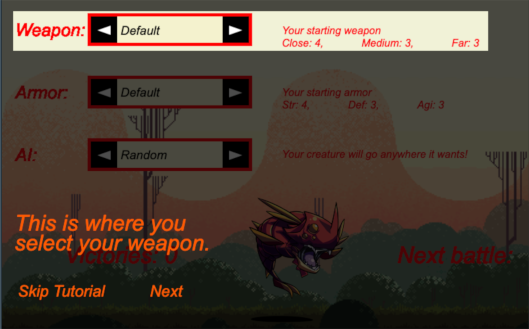 Weapon: Default Your starting weapon
Close: 4, Medium: 3, Far: 3
Armor: Default Your starting armor
Str: 4, Def: 3, Agi: 3
AI: Random Your creature will go anywhere it wants!
This is where you
select your weapon.
Victories: 0 Next battle:
Skip Tutorial Next